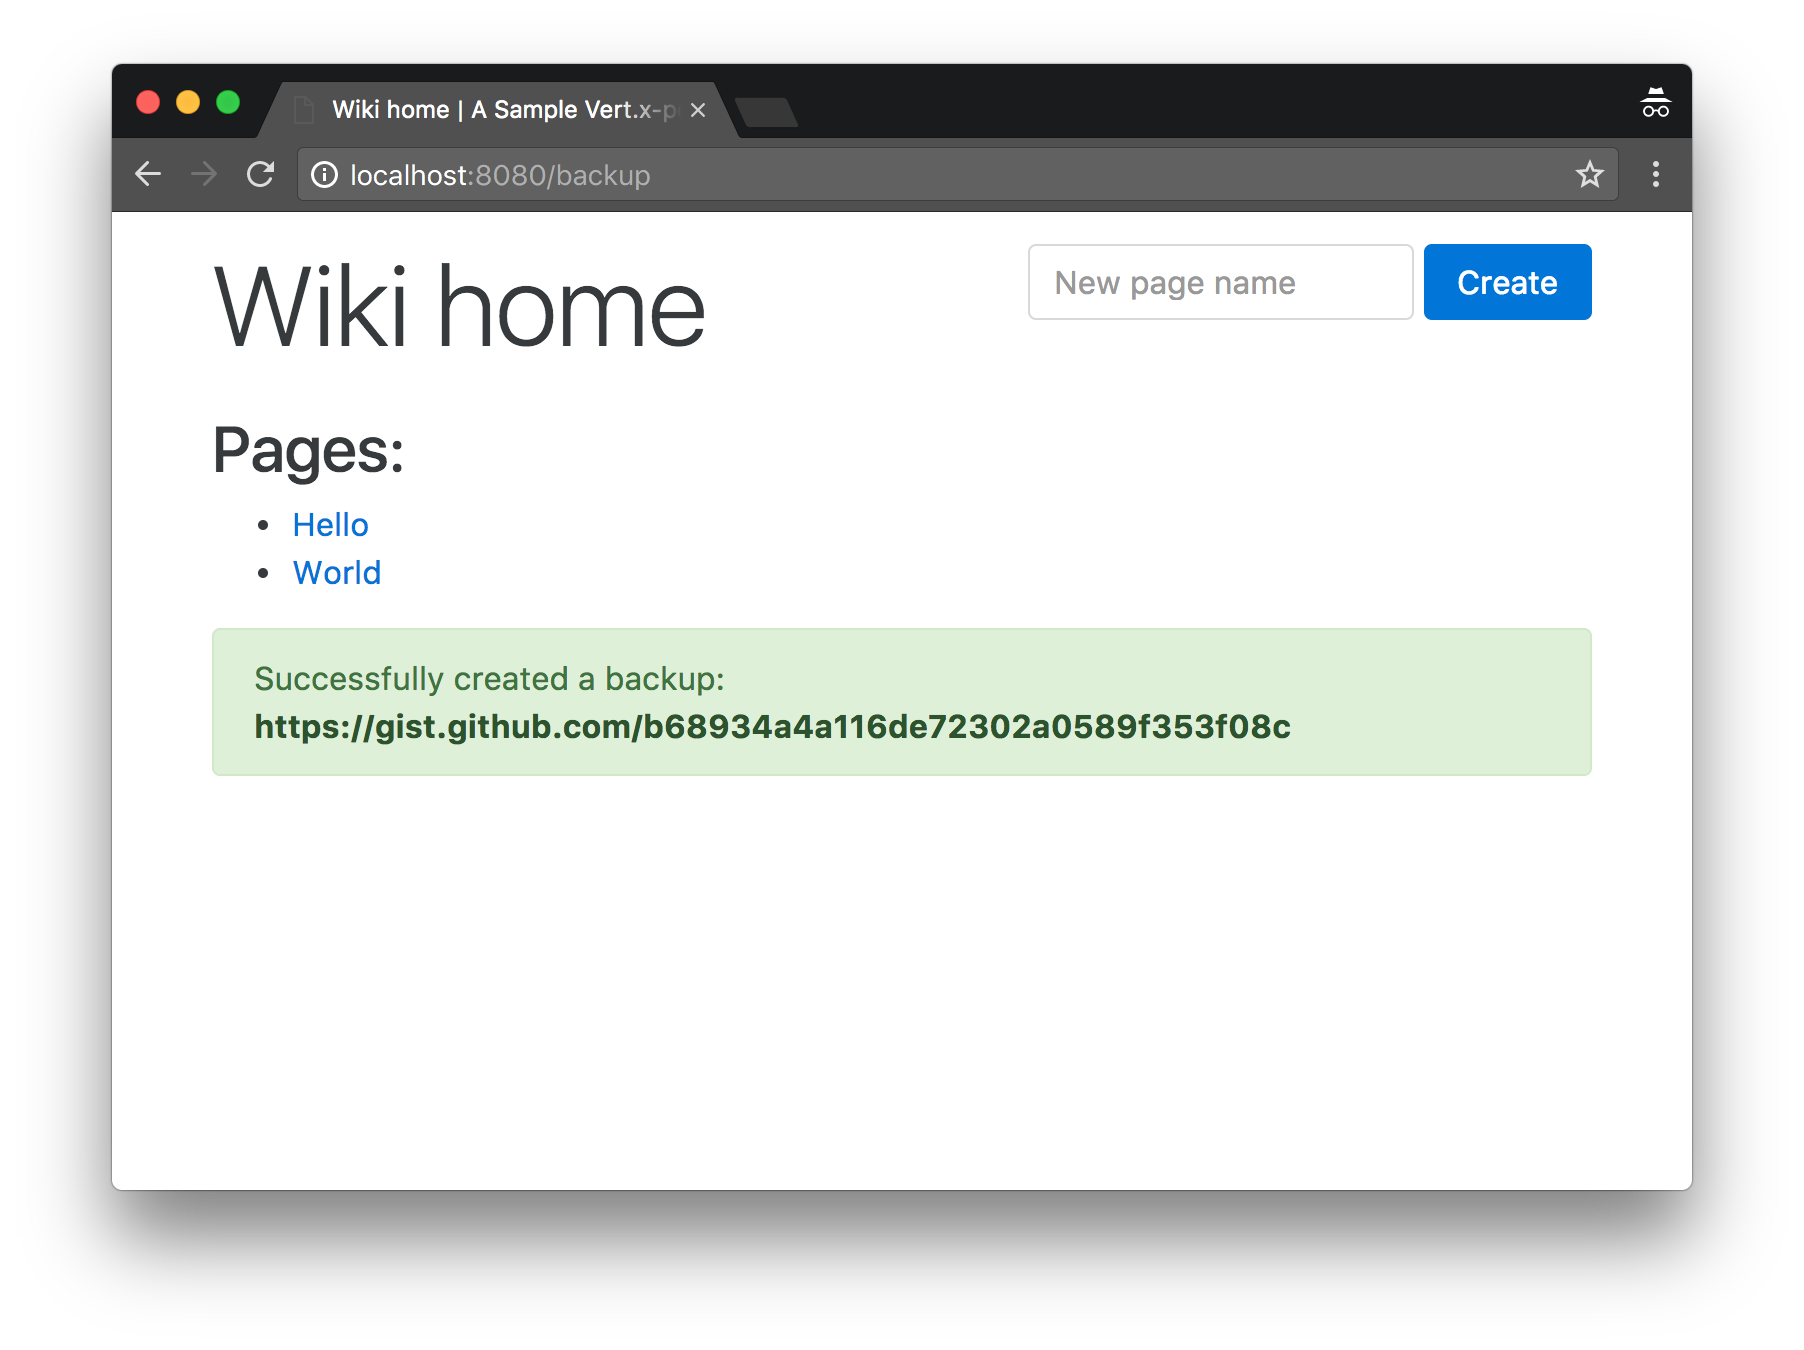 Wiki home | A Sample Vert.x-p
localhost:8080/backup
Wiki home
New page name
Create
Pages:
Hello
World
Successfully created a backup:
https://gist.github.com/b68934a4a116de72302a0589f353f08c